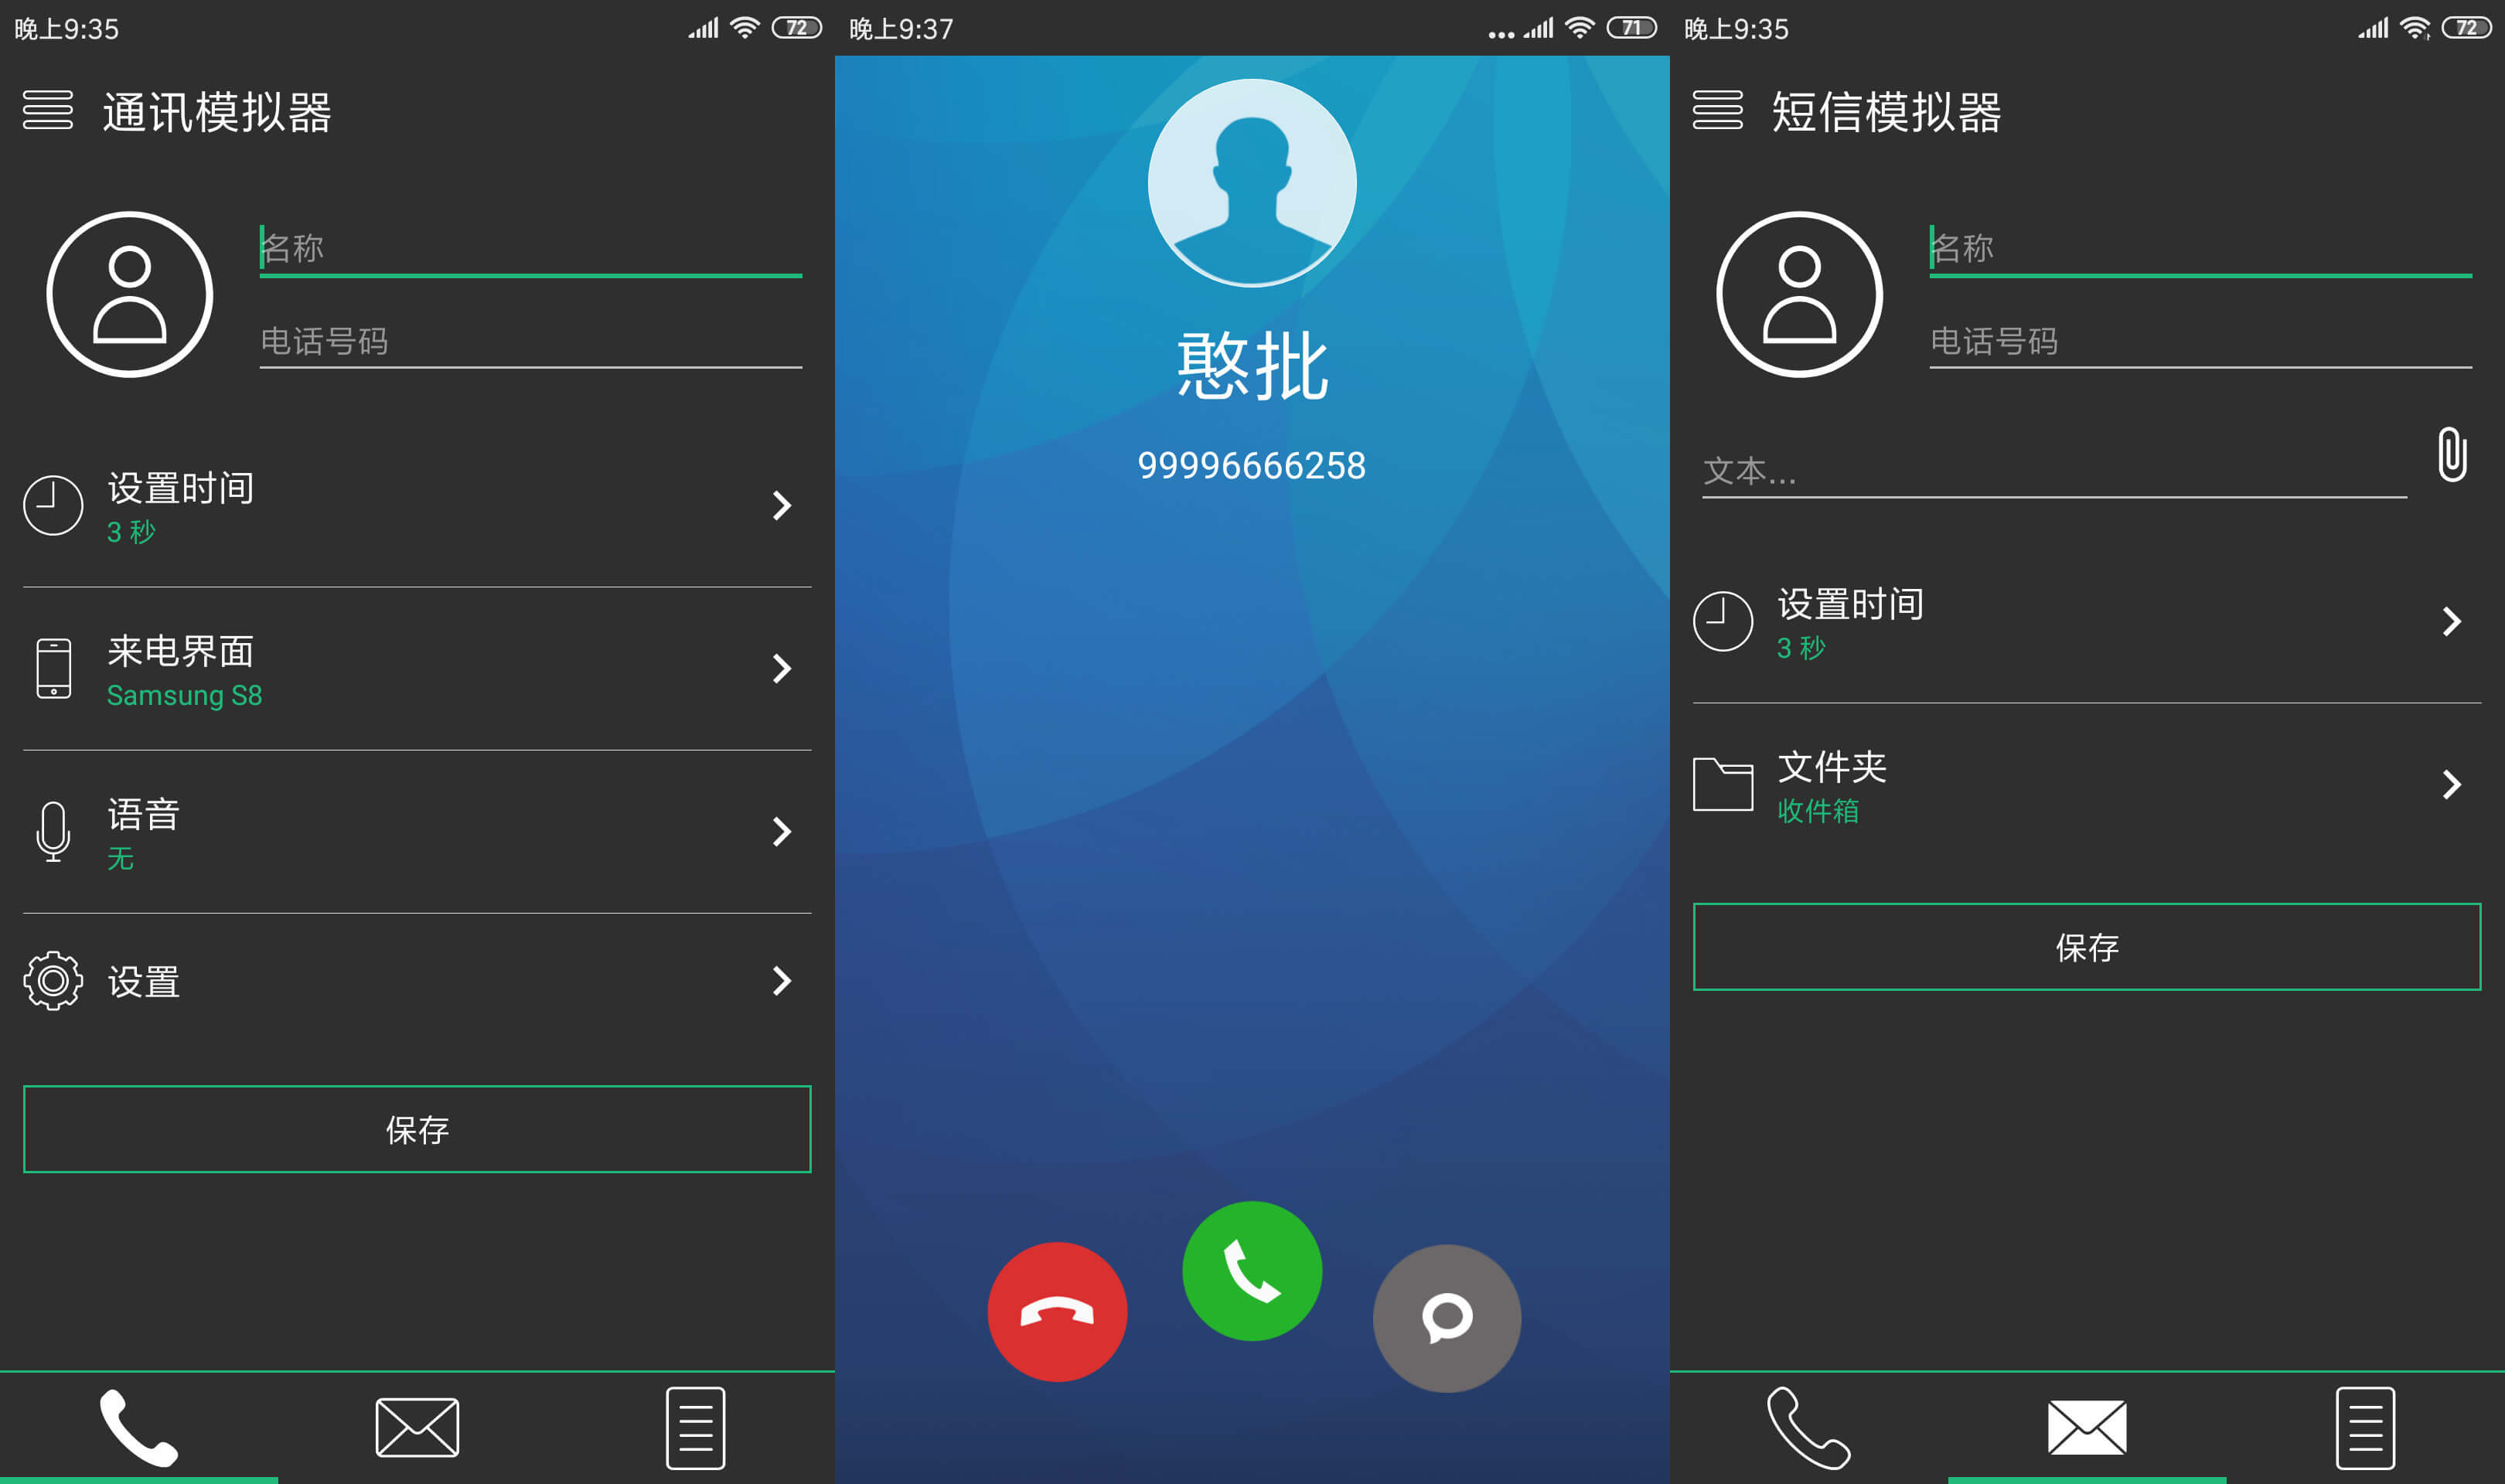 晚上9:35
72
通讯模拟器
名称
电话号码
设置时间
3 秒
来电界面
Samsung S8
语音
无
设置
保存
晚上9:37
71
憨批
99996666258
晚上9:35
72
短信模拟器
名称
电话号码
文本...
设置时间
3 秒
文件夹
收件箱
保存